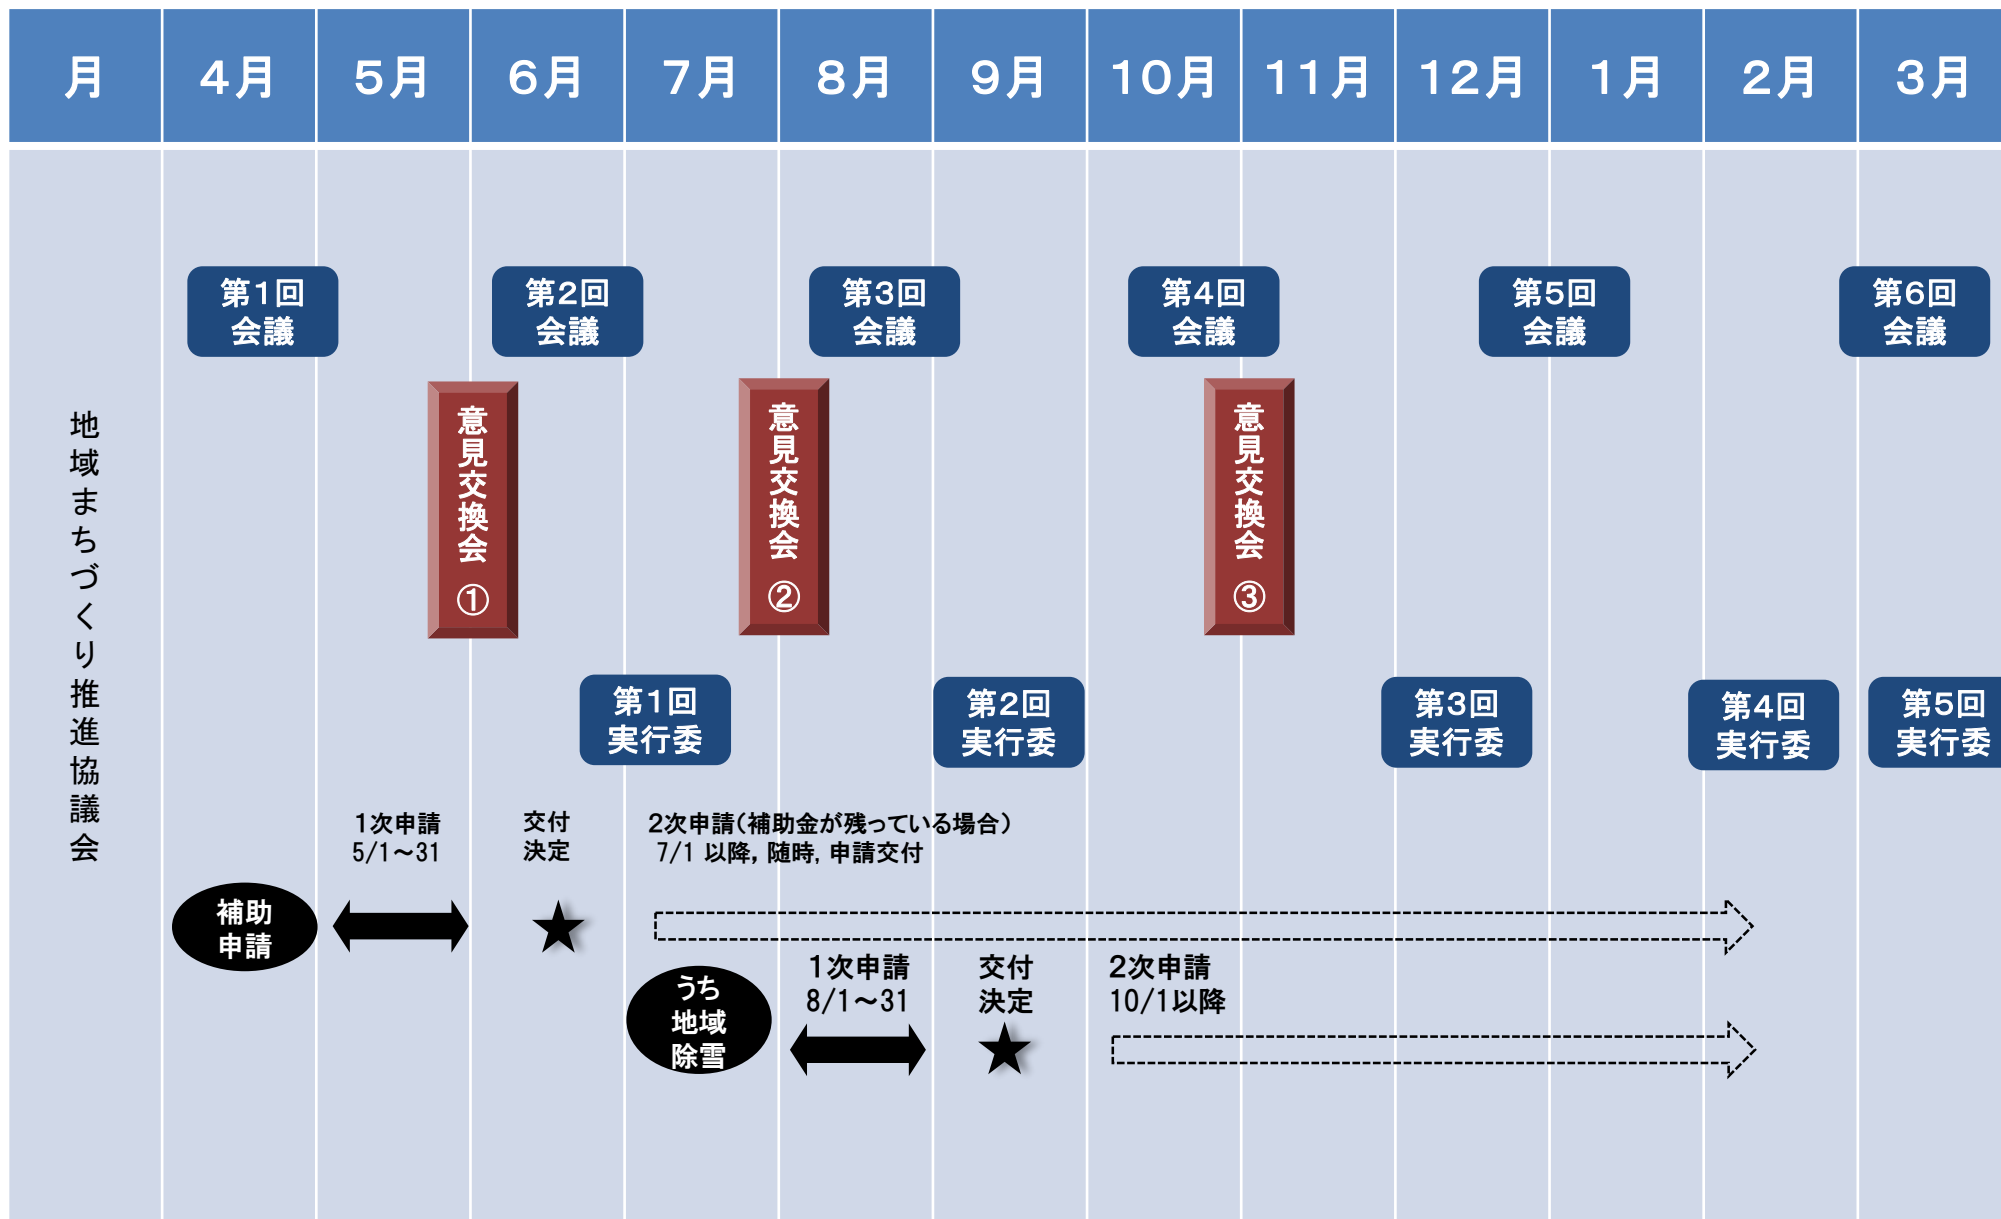 月 4月 5月 6月 7月 8月 9月 10月 11月 12月 1月 2月 3月
地域まちづくり推進協議会
第1回
会議
第2回
会議
第3回
会議
第4回
会議
第5回
会議
第6回
会議
意見交換会 ①
意見交換会 ②
意見交換会 ③
第1回
実行委
第2回
実行委
第3回
実行委
第4回
実行委
第5回
実行委
1次申請
5/1～31
交付
決定
2次申請(補助金が残っている場合)
7/1 以降,随時,申請交付
補助
申請
うち
地域
除雪
1次申請
8/1～31
交付
決定
2次申請
10/1以降